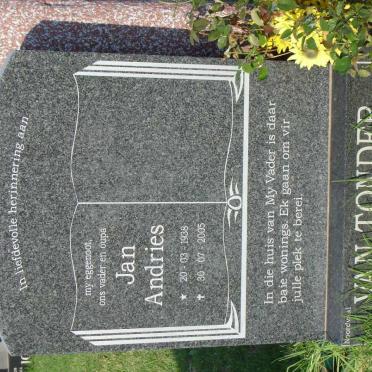 In liefdevolle herinnering aan
my eggenoot,
ons vader en oupa
Jan
Andries
★ 20 · 03 1938
✝ 30 · 07 · 2005
In die huis van My Vader is daar
baie wonings. Ek gaan om vir
julle plek te berei.
VAN TONDER